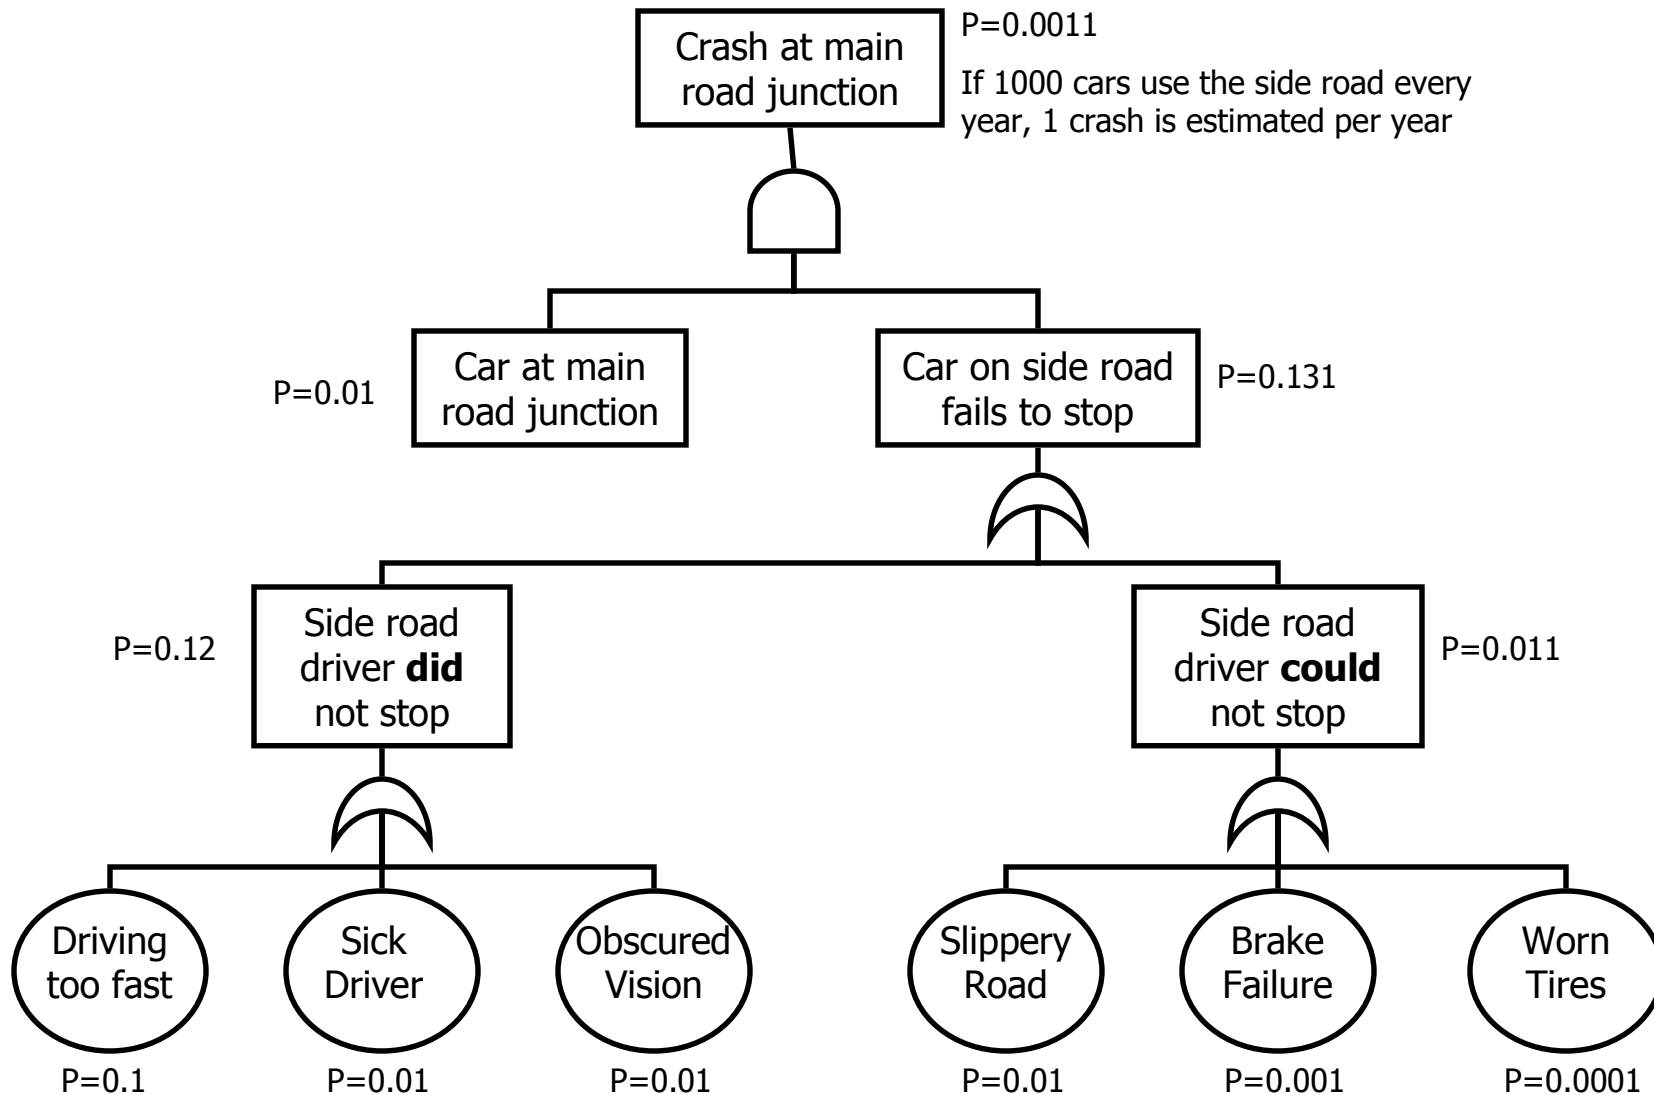 Crash at main
road junction
P=0.0011
If 1000 cars use the side road every
year, 1 crash is estimated per year
P=0.01
Car at main
road junction
Car on side road
fails to stop
P=0.131
P=0.12
Side road
driver did
not stop
Side road
driver could
not stop
P=0.011
Driving
too fast
Sick
Driver
Obscured
Vision
Slippery
Road
Brake
Failure
Worn
Tires
P=0.1
P=0.01
P=0.01
P=0.01
P=0.001
P=0.0001